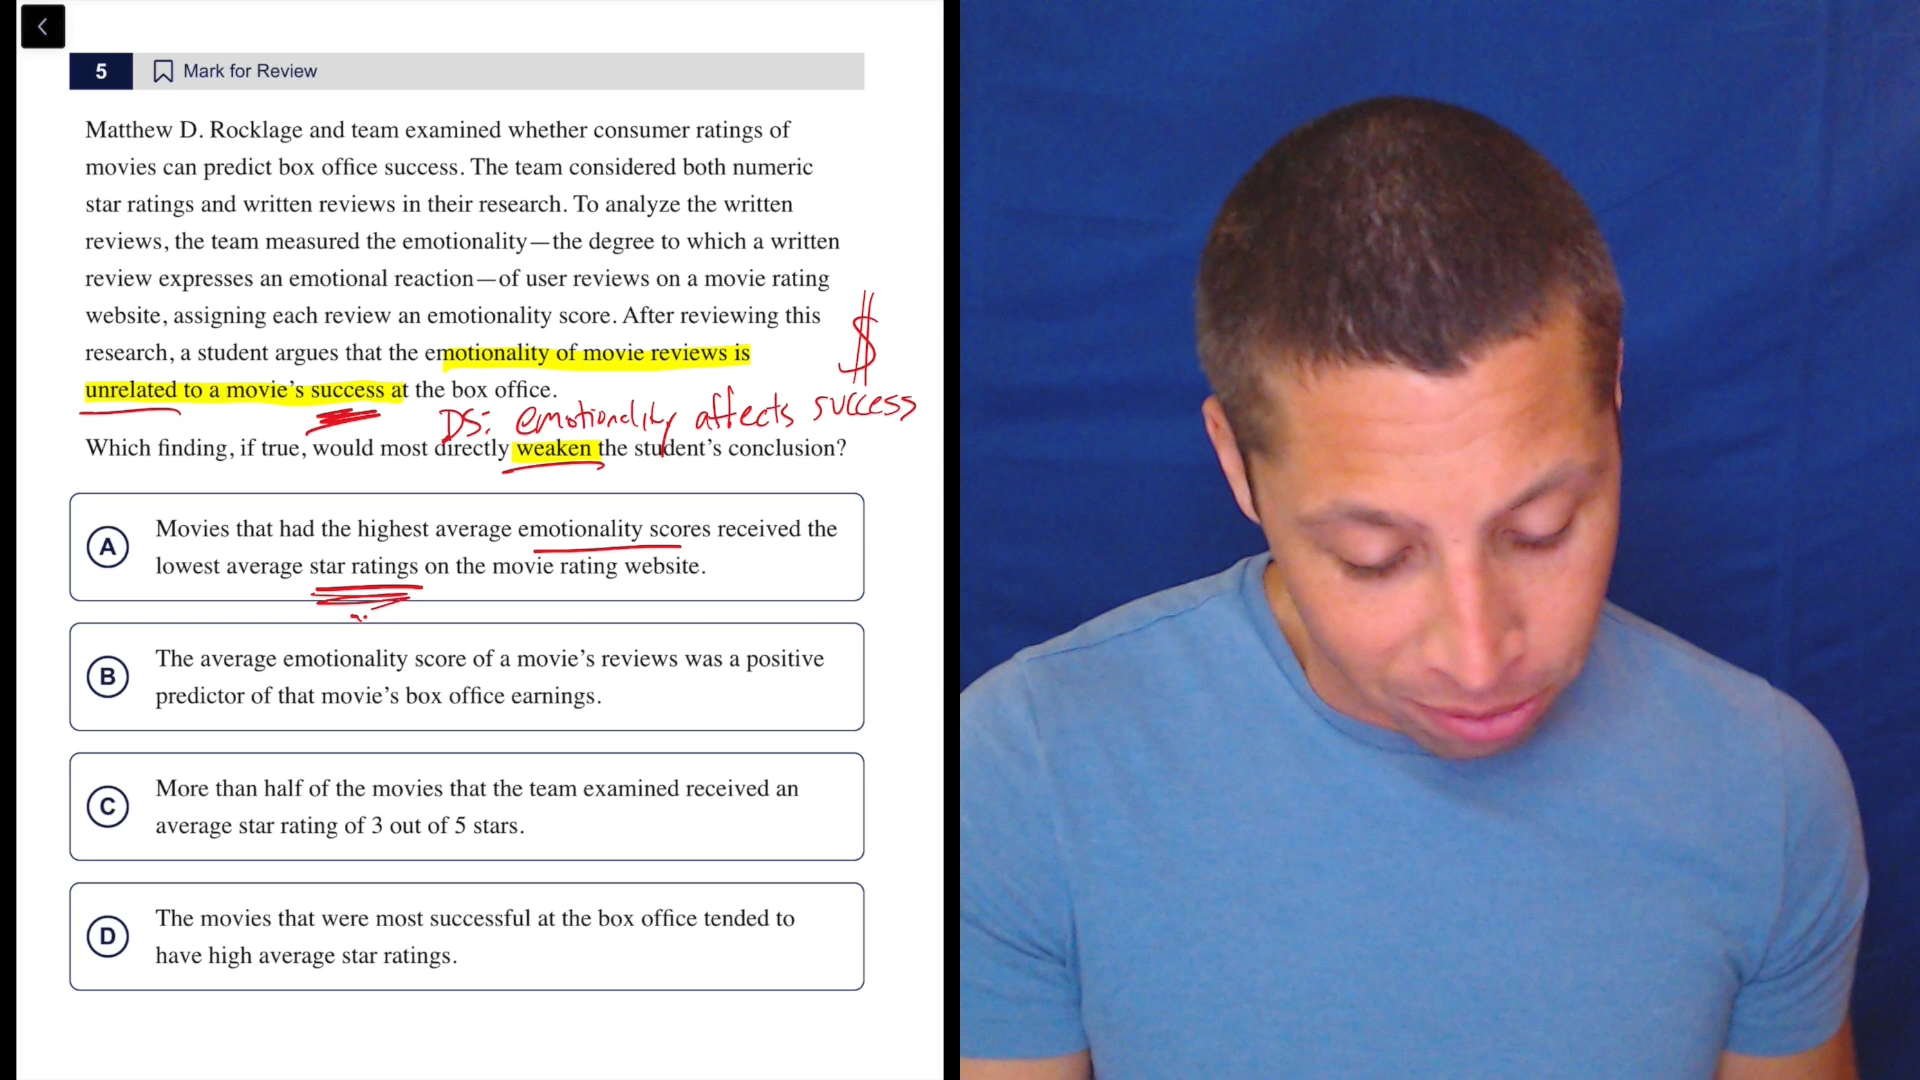 5 Mark for Review
Matthew D. Rocklage and team examined whether consumer ratings of
movies can predict box office success. The team considered both numeric
star ratings and written reviews in their research. To analyze the written
reviews, the team measured the emotionality—the degree to which a written
review expresses an emotional reaction—of user reviews on a movie rating
website, assigning each review an emotionality score. After reviewing this
research, a student argues that the emotionality of movie reviews is
unrelated to a movie's success at the box office.
$
DS: emotionality affects success
Which finding, if true, would most directly weaken the student's conclusion?
A Movies that had the highest average emotionality scores received the
lowest average star ratings on the movie rating website.
B The average emotionality score of a movie's reviews was a positive
predictor of that movie's box office earnings.
C More than half of the movies that the team examined received an
average star rating of 3 out of 5 stars.
D The movies that were most successful at the box office tended to
have high average star ratings.